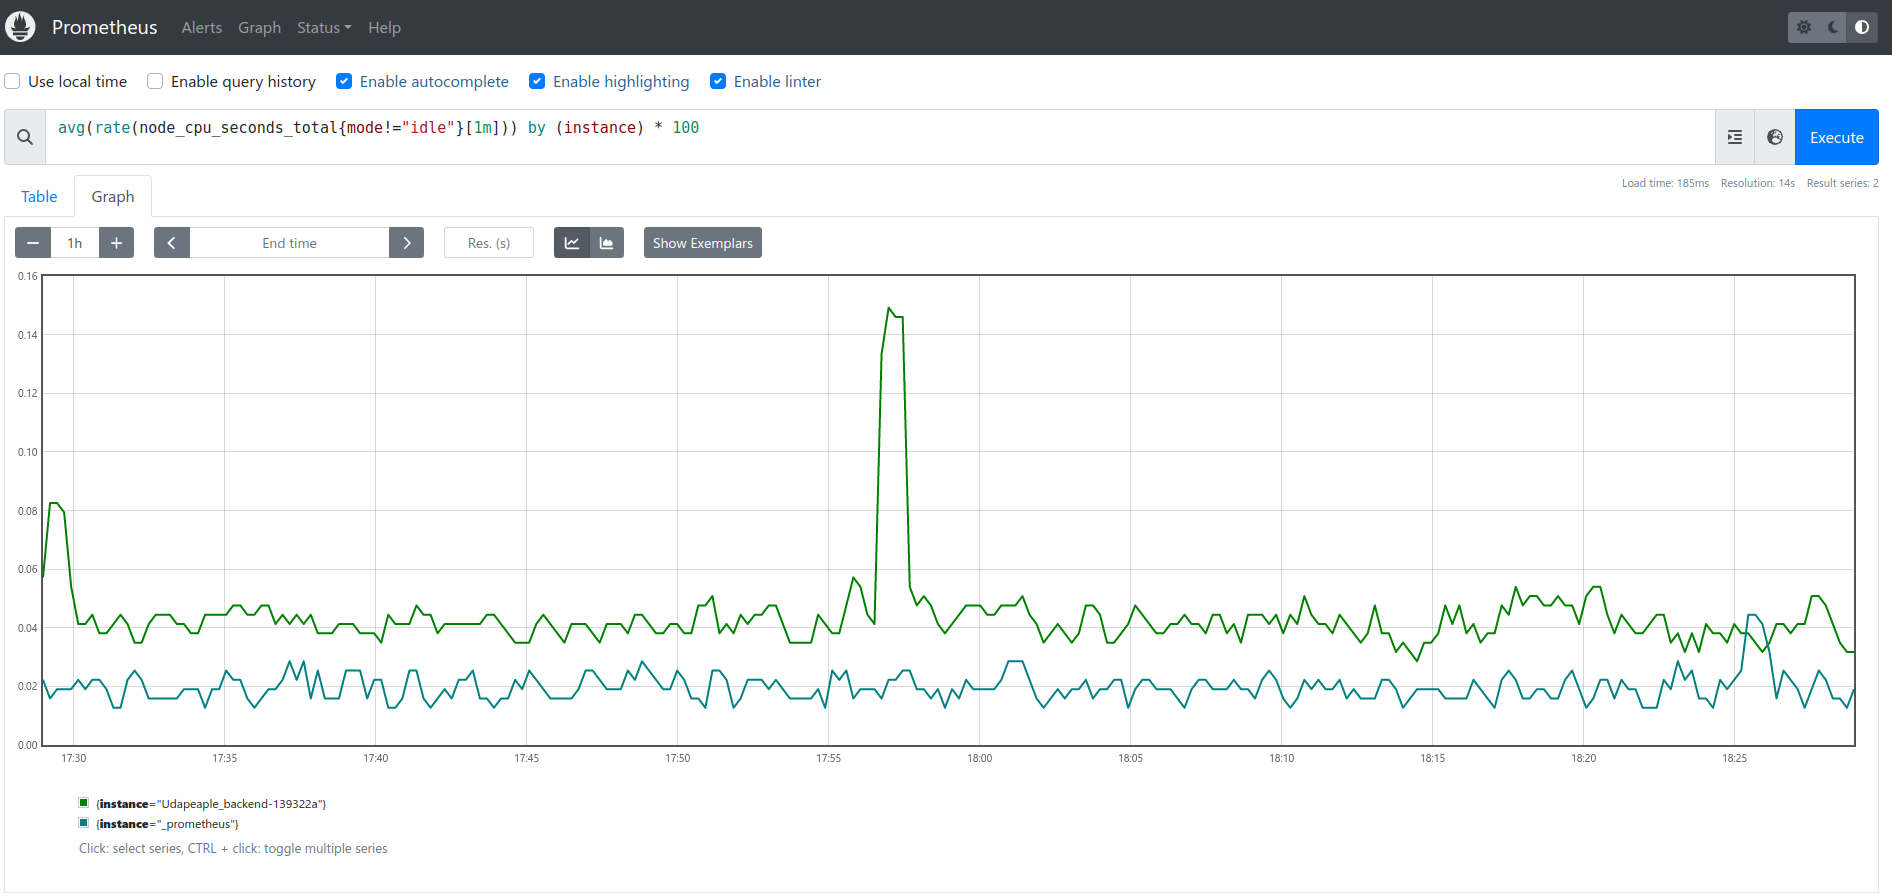 Prometheus Alerts Graph Status Help
Use local time Enable query history Enable autocomplete Enable highlighting Enable linter
avg(rate(node_cpu_seconds_total{mode!="idle"}[1m])) by (instance) * 100
Execute
Load time: 185ms Resolution: 14s Result series: 2
Table Graph
1h End time Res. (s) Show Exemplars
0.16
0.14
0.12
0.10
0.08
0.06
0.04
0.02
0.00
17:30 17:35 17:40 17:45 17:50 17:55 18:00 18:05 18:10 18:15 18:20 18:25
{instance="Udapeaple_backend-139322a"}
{instance="_prometheus"}
Click: select series, CTRL + click: toggle multiple series